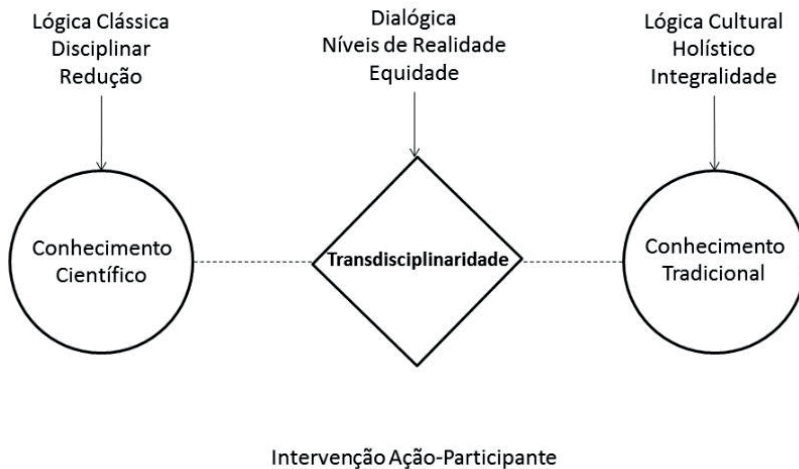 Lógica Clássica
Disciplinar
Redução
Dialógica
Níveis de Realidade
Equidade
Lógica Cultural
Holístico
Integralidade
Conhecimento
Científico
Transdisciplinaridade
Conhecimento
Tradicional
Intervenção Ação-Participante